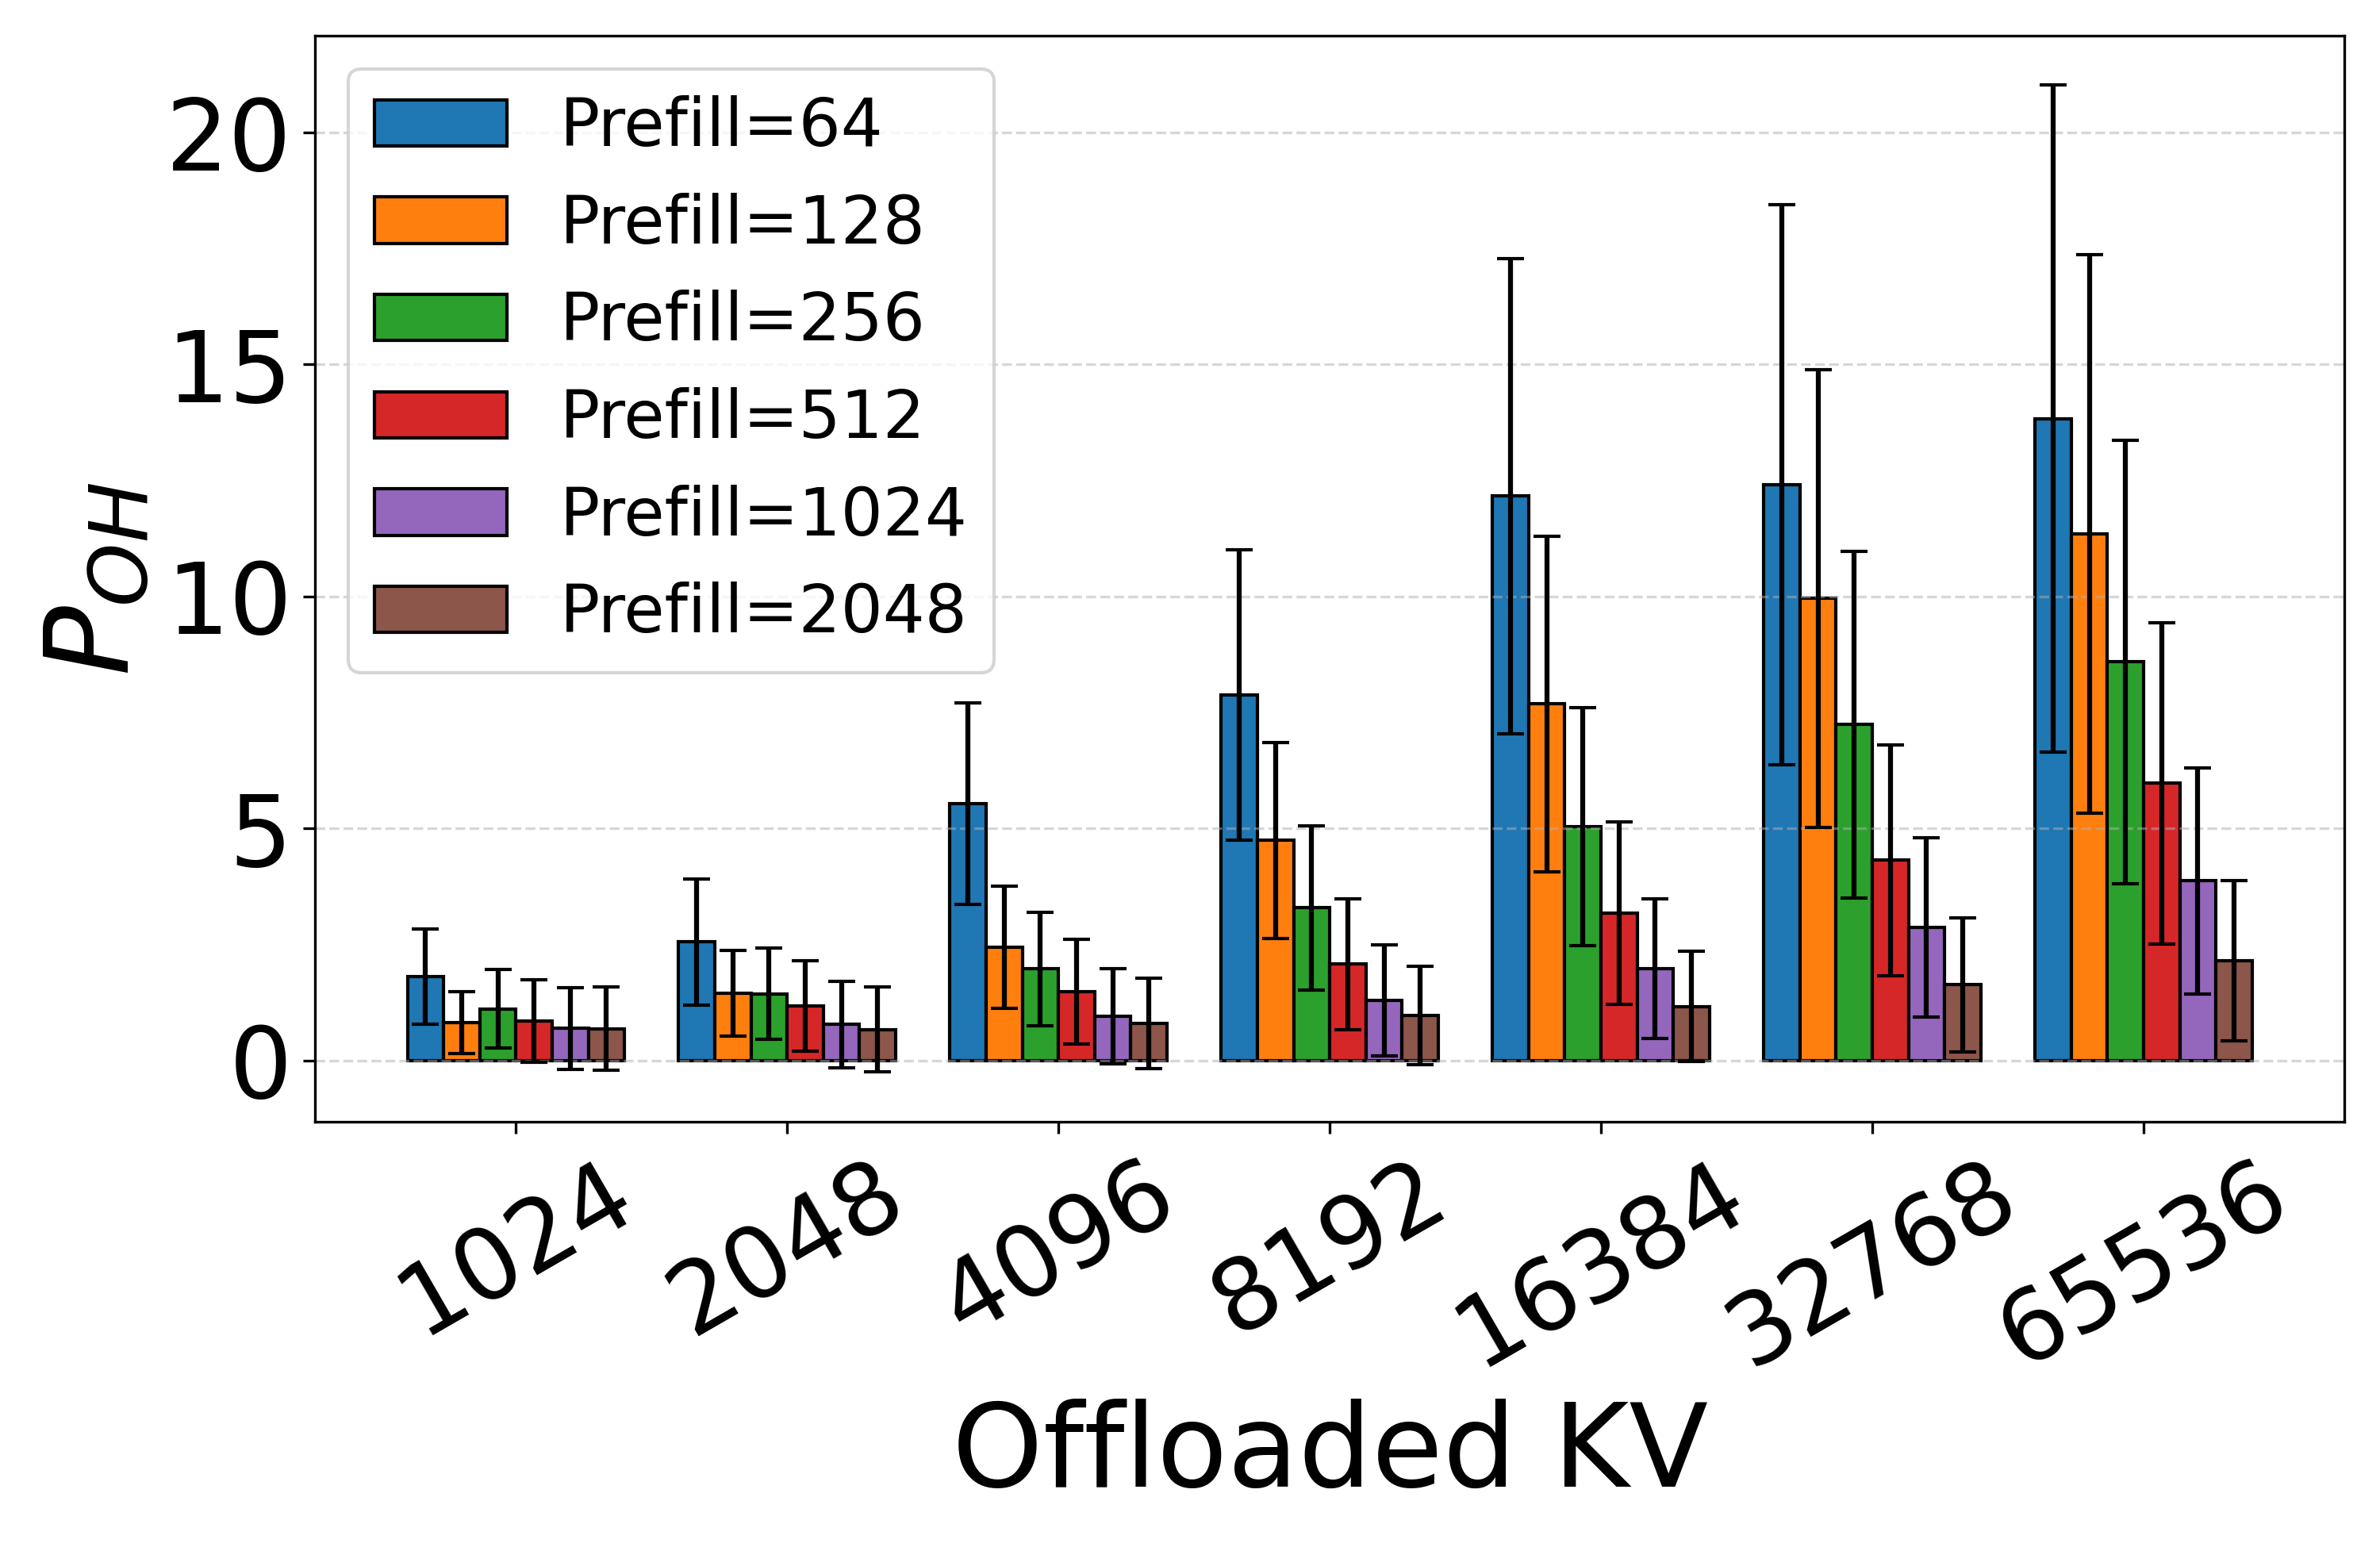 20
15
10
5
0
P_OH
Prefill=64
Prefill=128
Prefill=256
Prefill=512
Prefill=1024
Prefill=2048
1024
2048
4096
8192
16384
32768
65536
Offloaded KV